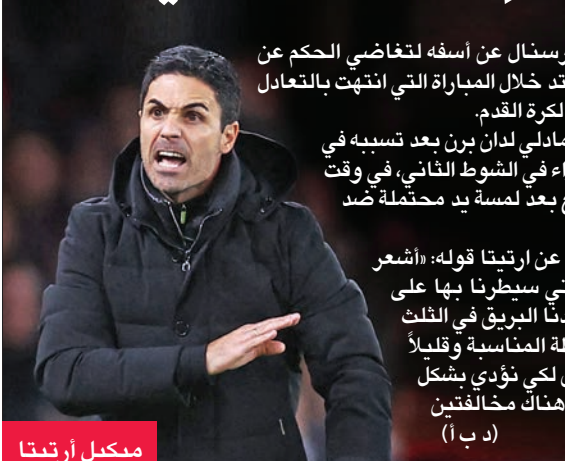 رسنال عن أسفه لتغاضي الحكم عن
تد خلال المباراة التي انتهت بالتعادل
لكرة القدم.
مادلي لدان برن بعد تسببه في
اء في الشوط الثاني، في وقت
بعد لمسة يد محتملة ضد
عن ارتيتا قوله: «أشعر
تي سيطرنا بها على
دنا البريق في الثلث
لة المناسبة وقليلاً
لكي نؤدي بشكل
هناك مخالفتين
(د ب أ)
ميكيل أرتيتا